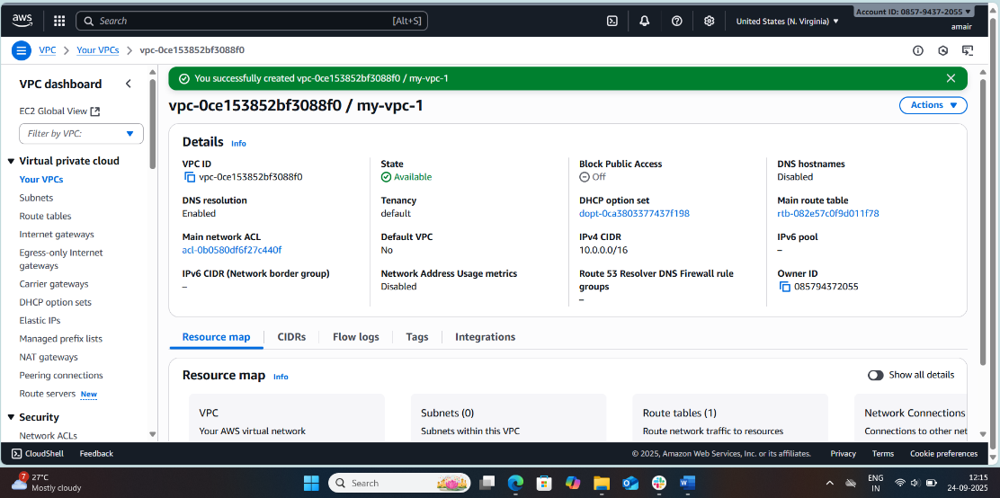 aws
Search [Alt+S]
United States (N. Virginia)
Account ID: 0857-9437-2055
amair
VPC
Your VPCs
vpc-0ce153852bf3088f0
VPC dashboard
EC2 Global View
Filter by VPC:
Virtual private cloud
Your VPCs
Subnets
Route tables
Internet gateways
Egress-only Internet
gateways
Carrier gateways
DHCP option sets
Elastic IPs
Managed prefix lists
NAT gateways
Peering connections
Route servers New
Security
Network ACLs
You successfully created vpc-0ce153852bf3088f0 / my-vpc-1
vpc-0ce153852bf3088f0 / my-vpc-1
Actions
Details Info
VPC ID
vpc-0ce153852bf3088f0
State
Available
Block Public Access
Off
DNS hostnames
Disabled
DNS resolution
Enabled
Tenancy
default
DHCP option set
dopt-0ca3803377437f198
Main route table
rtb-082e57c0f9d011f78
Main network ACL
acl-0b0580df6f27c440f
Default VPC
No
IPv4 CIDR
10.0.0.0/16
IPv6 pool
–
IPv6 CIDR (Network border group)
–
Network Address Usage metrics
Disabled
Route 53 Resolver DNS Firewall rule
groups
–
Owner ID
085794372055
Resource map
CIDRs
Flow logs
Tags
Integrations
Resource map Info
Show all details
VPC
Your AWS virtual network
Subnets (0)
Subnets within this VPC
Route tables (1)
Route network traffic to resources
Network Connections
Connections to other net
CloudShell
Feedback
© 2025, Amazon Web Services, Inc. or its affiliates.
Privacy
Terms
Cookie preferences
7
27°C
Mostly cloudy
Search
ENG
IN
12:15
24-09-2025